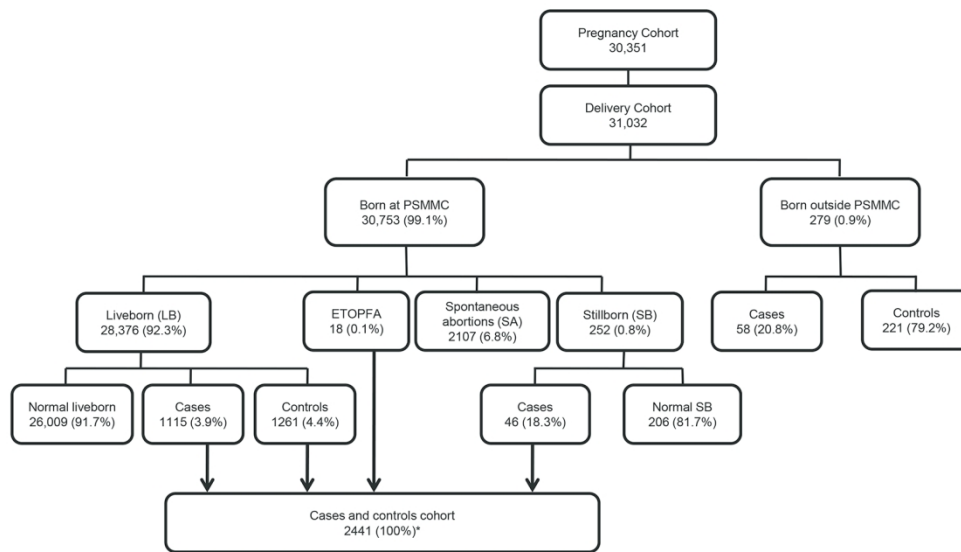 Pregnancy Cohort
30,351
Delivery Cohort
31,032
Born at PSMMC
30,753 (99.1%)
Born outside PSMMC
279 (0.9%)
Liveborn (LB)
28,376 (92.3%)
ETOPFA
18 (0.1%)
Spontaneous
abortions (SA)
2107 (6.8%)
Stillborn (SB)
252 (0.8%)
Cases
58 (20.8%)
Controls
221 (79.2%)
Normal liveborn
26,009 (91.7%)
Cases
1115 (3.9%)
Controls
1261 (4.4%)
Cases
46 (18.3%)
Normal SB
206 (81.7%)
Cases and controls cohort
2441 (100%)*